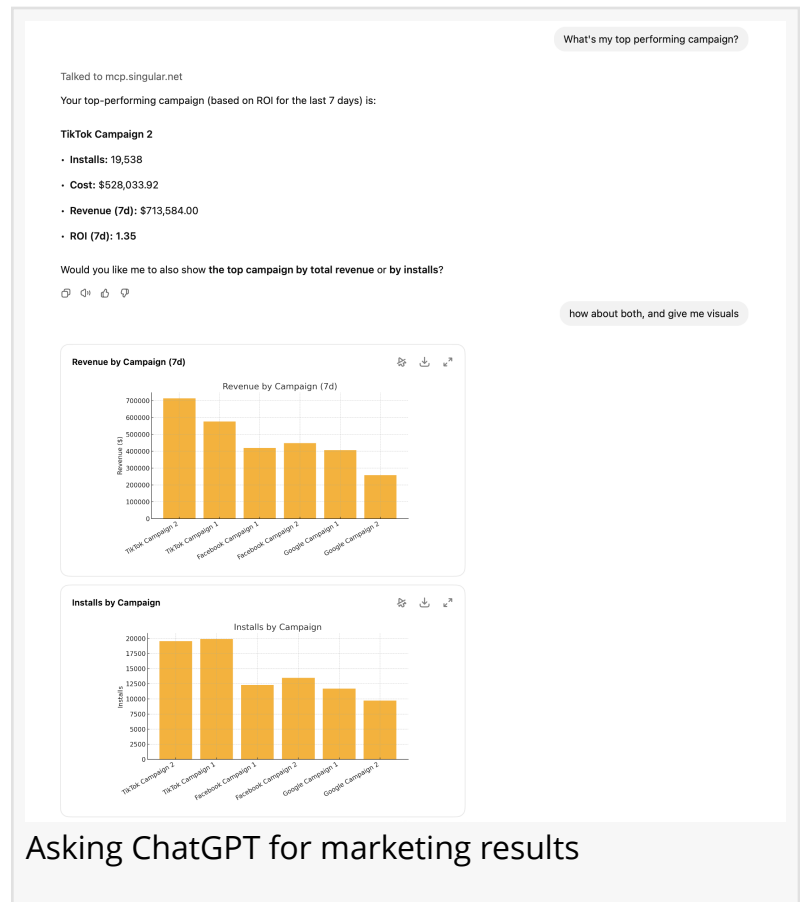 What's my top performing campaign?
Talked to mcp.singular.net
Your top-performing campaign (based on ROI for the last 7 days) is:
TikTok Campaign 2
• Installs: 19,538
• Cost: $528,033.92
• Revenue (7d): $713,584.00
• ROI (7d): 1.35
Would you like me to also show the top campaign by total revenue or by installs?
how about both, and give me visuals
Revenue by Campaign (7d)
Revenue by Campaign (7d)
Revenue ($)
700000
600000
500000
400000
300000
200000
100000
0
TikTok Campaign 2
TikTok Campaign 1
Facebook Campaign 1
Facebook Campaign 2
Google Campaign 1
Google Campaign 2
Installs by Campaign
Installs by Campaign
Installs
20000
17500
15000
12500
10000
7500
5000
2500
0
TikTok Campaign 2
TikTok Campaign 1
Facebook Campaign 1
Facebook Campaign 2
Google Campaign 1
Google Campaign 2
Asking ChatGPT for marketing results